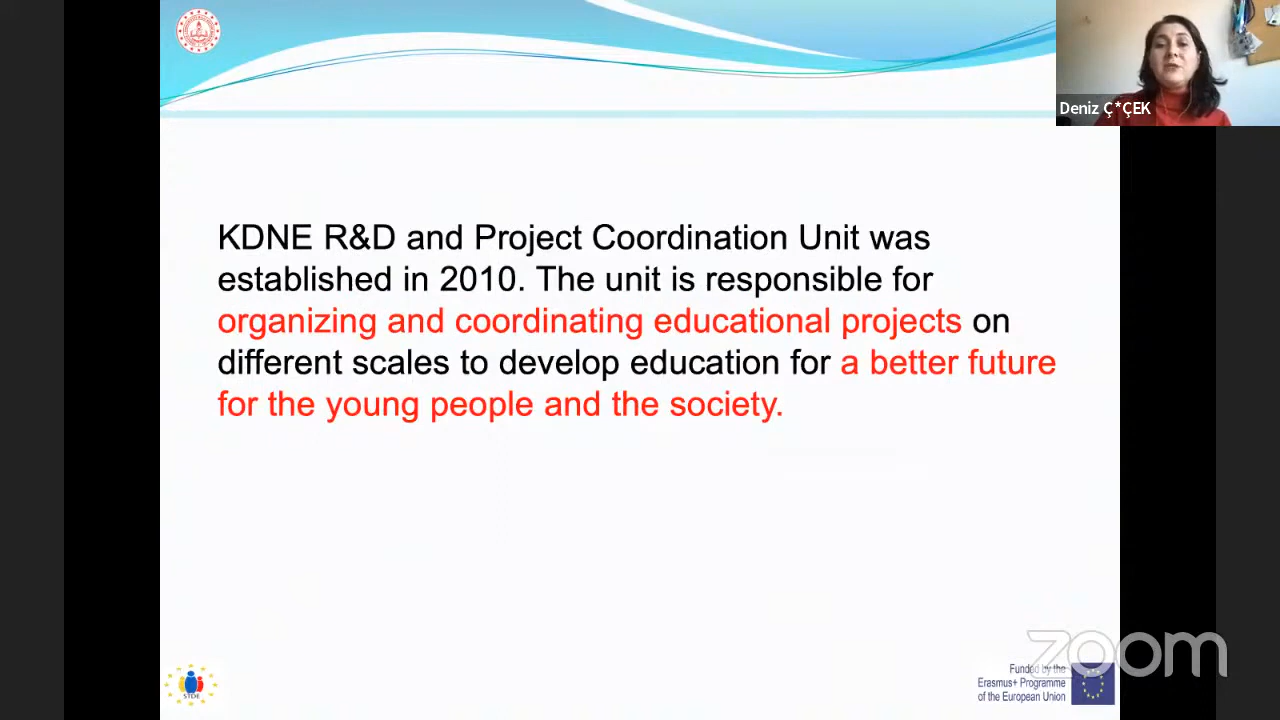 Deniz Ç*ÇEK
KDNE R&D and Project Coordination Unit was
established in 2010. The unit is responsible for
organizing and coordinating educational projects on
different scales to develop education for a better future
for the young people and the society.
zoom
Funded by the
Erasmus+ Programme
of the European Union
STDE